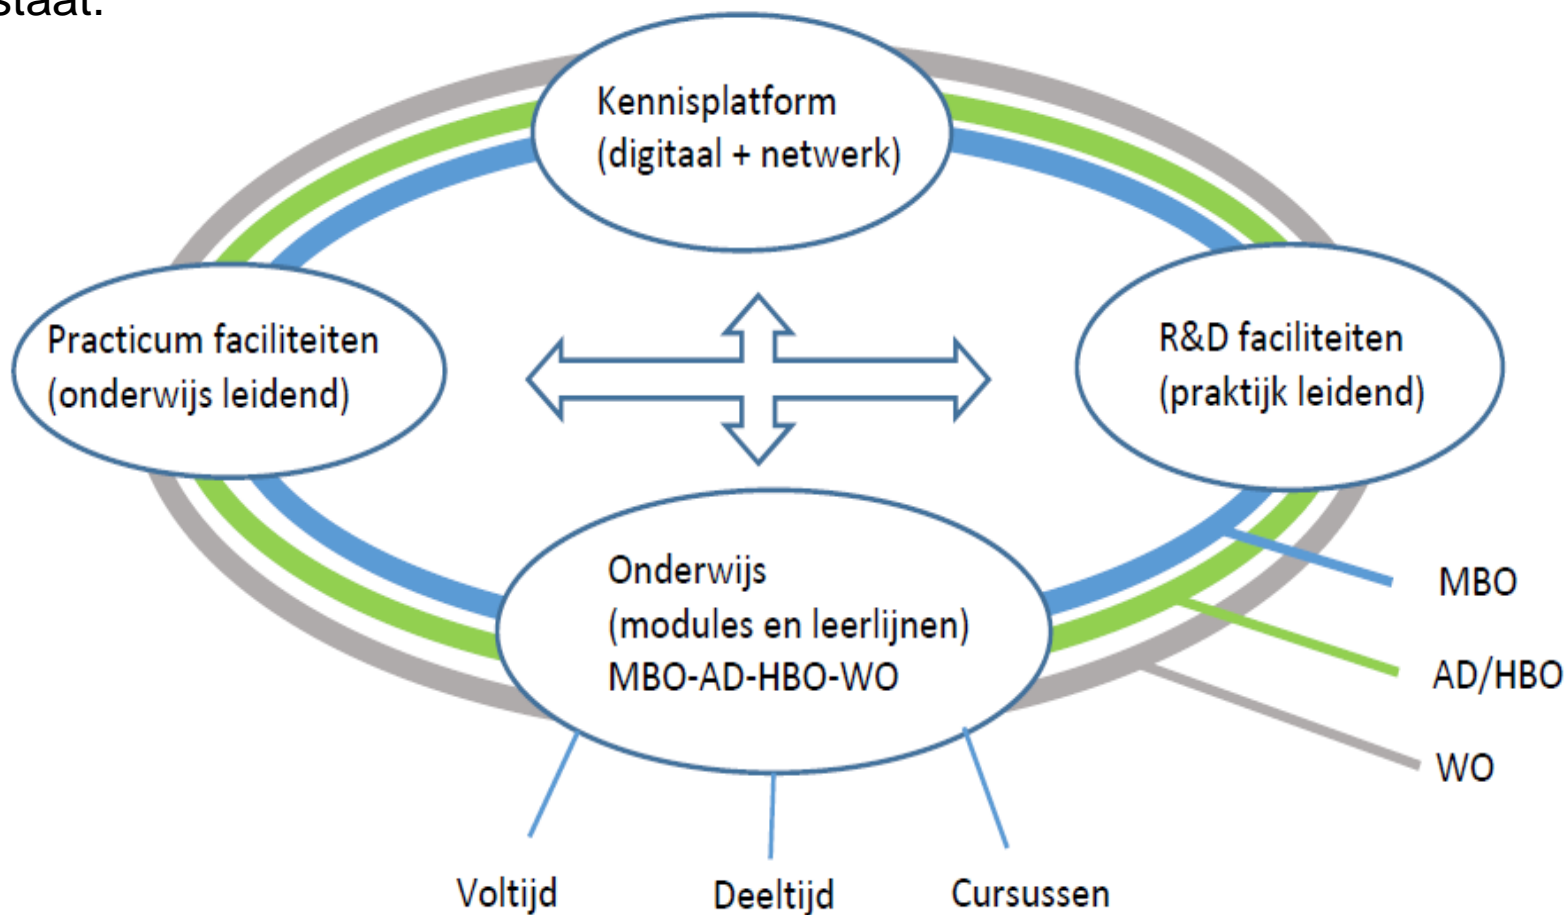 staat.
Kennisplatform
(digitaal + netwerk)
Practicum faciliteiten
(onderwijs leidend)
R&D faciliteiten
(praktijk leidend)
Onderwijs
(modules en leerlijnen)
MBO-AD-HBO-WO
MBO
AD/HBO
WO
Voltijd
Deeltijd
Cursussen